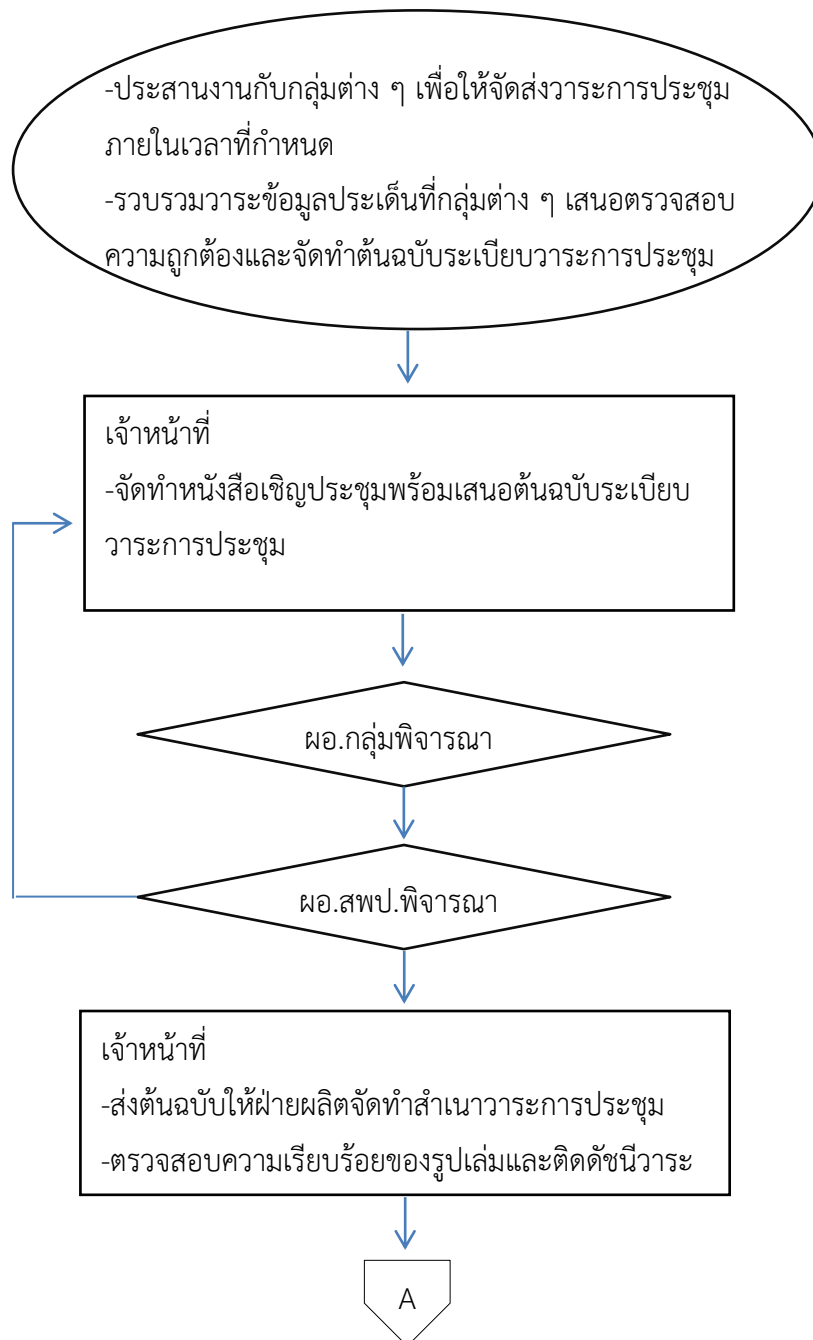 -ประสานงานกับกลุ่มต่าง ๆ เพื่อให้จัดส่งวาระการประชุม
ภายในเวลาที่กำหนด
-รวบรวมวาระข้อมูลประเด็นที่กลุ่มต่าง ๆ เสนอตรวจสอบ
ความถูกต้องและจัดทำต้นฉบับระเบียบวาระการประชุม
เจ้าหน้าที่
-จัดทำหนังสือเชิญประชุมพร้อมเสนอต้นฉบับระเบียบ
วาระการประชุม
ผอ.กลุ่มพิจารณา
ผอ.สพป.พิจารณา
เจ้าหน้าที่
-ส่งต้นฉบับให้ฝ่ายผลิตจัดทำสำเนาวาระการประชุม
-ตรวจสอบความเรียบร้อยของรูปเล่มและติดดัชนีวาระ
A